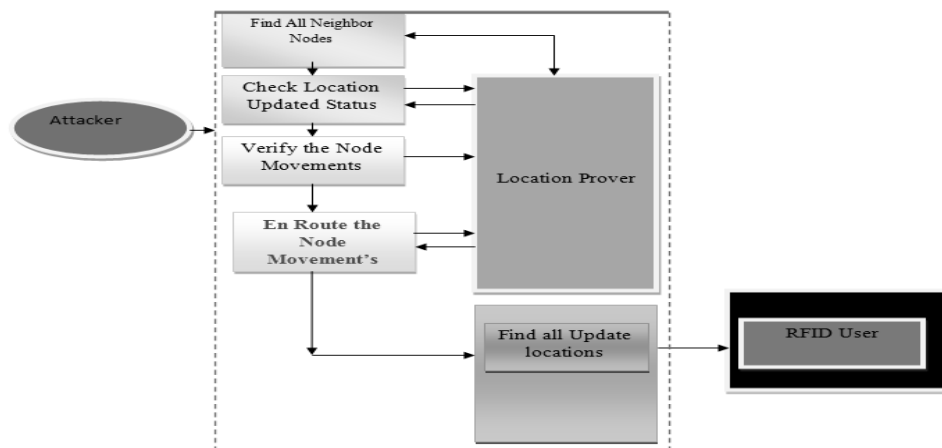 Find All Neighbor
Nodes
Check Location
Updated Status
Attacker
Verify the Node
Movements
Location Prover
En Route the
Node
Movement's
Find all Update
locations
RFID User